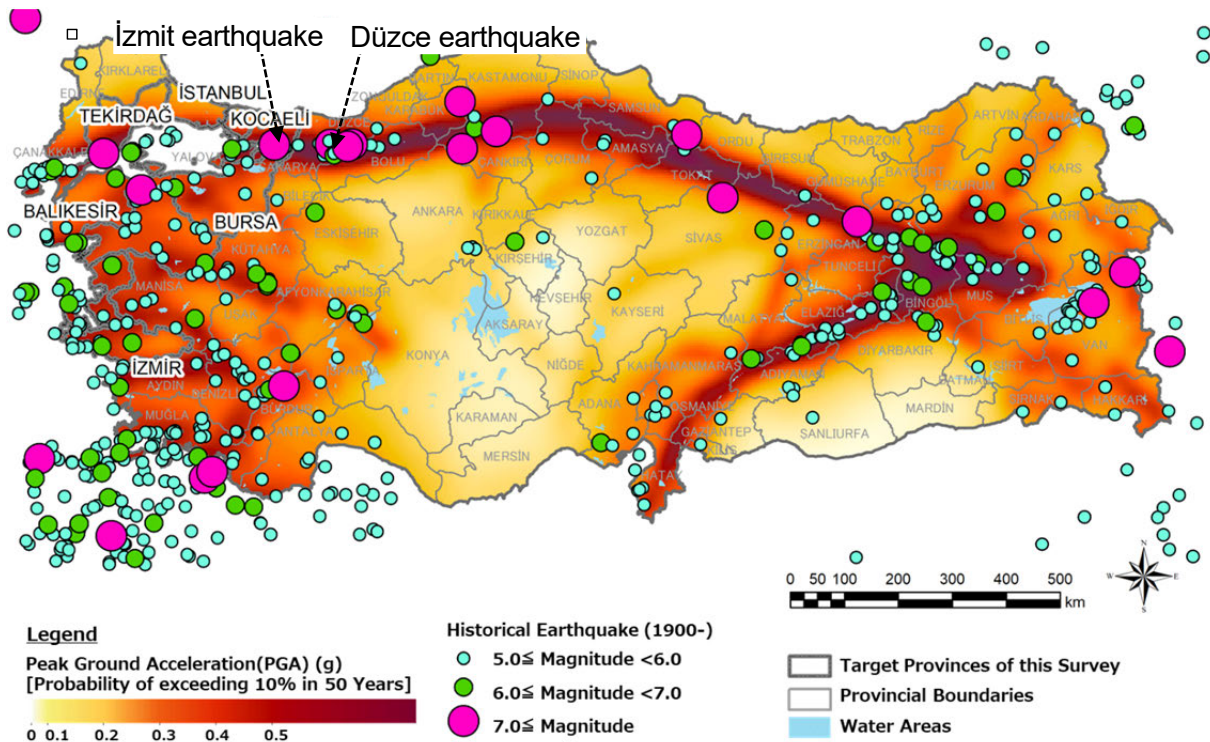 İzmit earthquake
Düzce earthquake
KIRKLARELİ
EDİRNE
İSTANBUL
TEKİRDAĞ
KOCAELİ
ZONGULDAK
BARTIN
KASTAMONU
SİNOP
KARABÜK
SAMSUN
DÜZCE
ÇANAKKALE
YALOVA
SAKARYA
BOLU
ÇANKIRI
ÇORUM
AMASYA
ORDU
TOKAT
GİRESUN
TRABZON
RİZE
ARTVİN
ARDAHAN
GÜMÜŞHANE
BAYBURT
ERZURUM
KARS
AĞRI
IĞDIR
BALIKESİR
BURSA
BİLECİK
ESKİŞEHİR
ANKARA
KIRIKKALE
YOZGAT
SİVAS
ERZİNCAN
TUNCELİ
KÜTAHYA
MANİSA
UŞAK
AFYONKARAHİSAR
KIRŞEHİR
NEVŞEHİR
AKSARAY
KAYSERİ
MALATYA
ELAZIĞ
BİNGÖL
MUŞ
BİTLİS
VAN
İZMİR
AYDIN
DENİZLİ
ISPARTA
KONYA
NİĞDE
KAHRAMANMARAŞ
ADIYAMAN
DİYARBAKIR
BATMAN
SİİRT
ŞIRNAK
HAKKARİ
MUĞLA
BURDUR
ANTALYA
KARAMAN
MERSİN
ADANA
OSMANİYE
GAZİANTEP
KİLİS
HATAY
ŞANLIURFA
MARDİN
N
W E
S
0 50 100 200 300 400 500
km
Legend
Peak Ground Acceleration(PGA) (g)
[Probability of exceeding 10% in 50 Years]
0 0.1 0.2 0.3 0.4 0.5
Historical Earthquake (1900-)
5.0≦ Magnitude <6.0
6.0≦ Magnitude <7.0
7.0≦ Magnitude
Target Provinces of this Survey
Provincial Boundaries
Water Areas